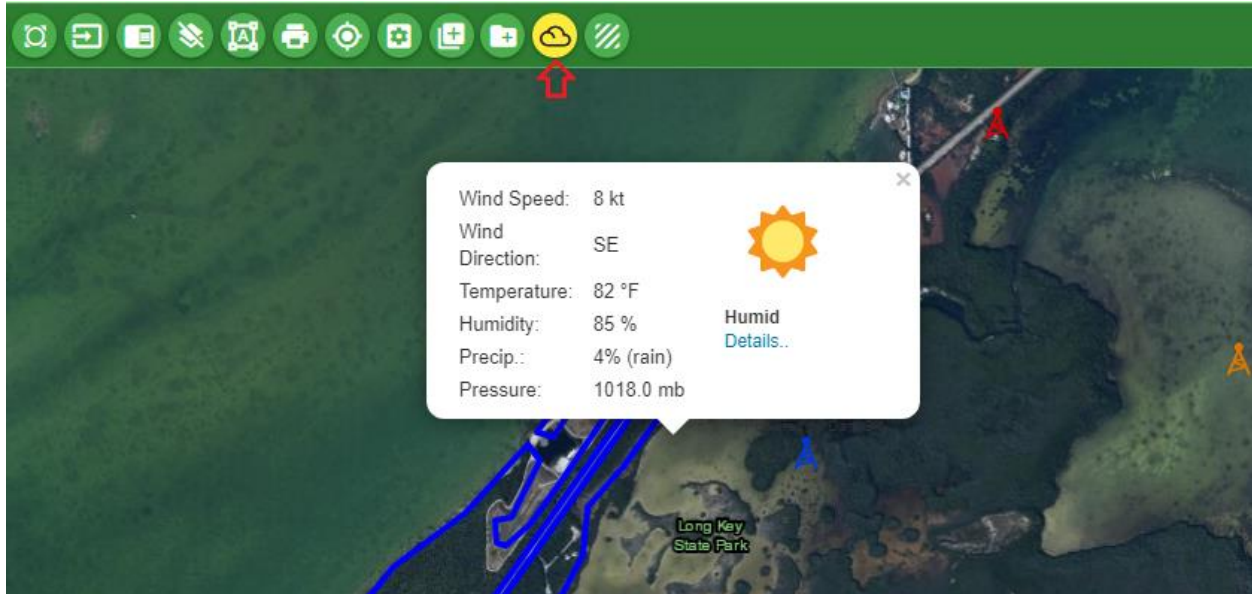 Wind Speed: 8 kt
Wind
Direction: SE
Temperature: 82 °F
Humidity: 85 %
Precip.: 4% (rain)
Pressure: 1018.0 mb
Humid
Details..
Long Key
State Park